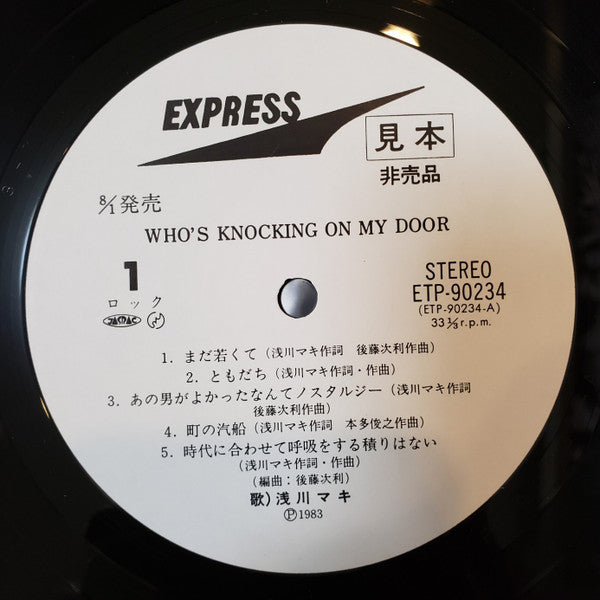 EXPRESS
見本
非売品
8/1発売
WHO'S KNOCKING ON MY DOOR
1
ロック
JASRAC
STEREO
ETP-90234
(ETP-90234-A)
33 1/3 r.p.m.
1. まだ若くて (浅川マキ作詞 後藤次利作曲)
2. ともだち (浅川マキ作詞・作曲)
3. あの男がよかったなんてノスタルジー (浅川マキ作詞
後藤次利作曲)
4. 町の汽船 (浅川マキ作詞 本多俊之作曲)
5. 時代に合わせて呼吸をする積りはない
(浅川マキ作詞・作曲)
(編曲：後藤次利)
歌) 浅川マキ
Ⓟ1983